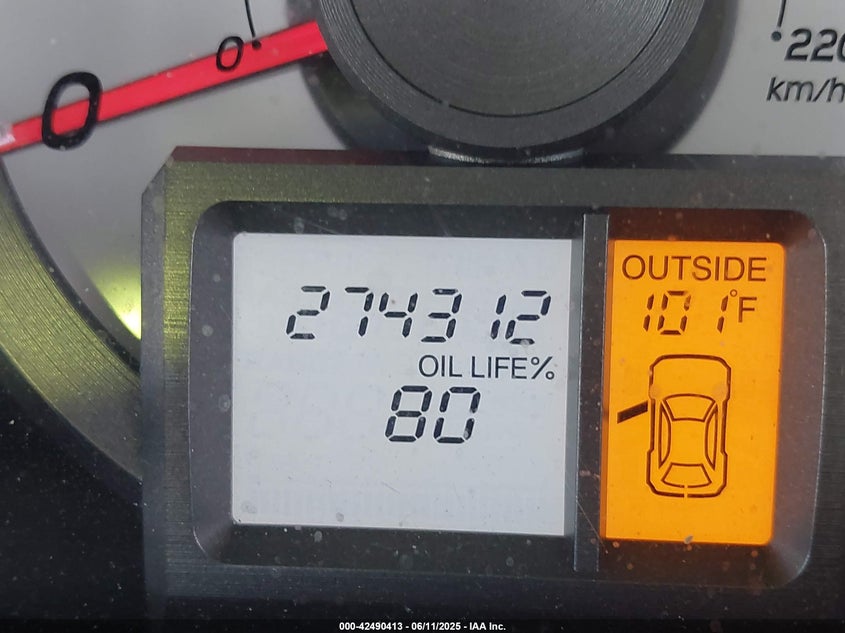 0
0
220
km/h
OUTSIDE
101°F
274312
OIL LIFE%
80
000-42490413 - 06/11/2025 - IAA Inc.